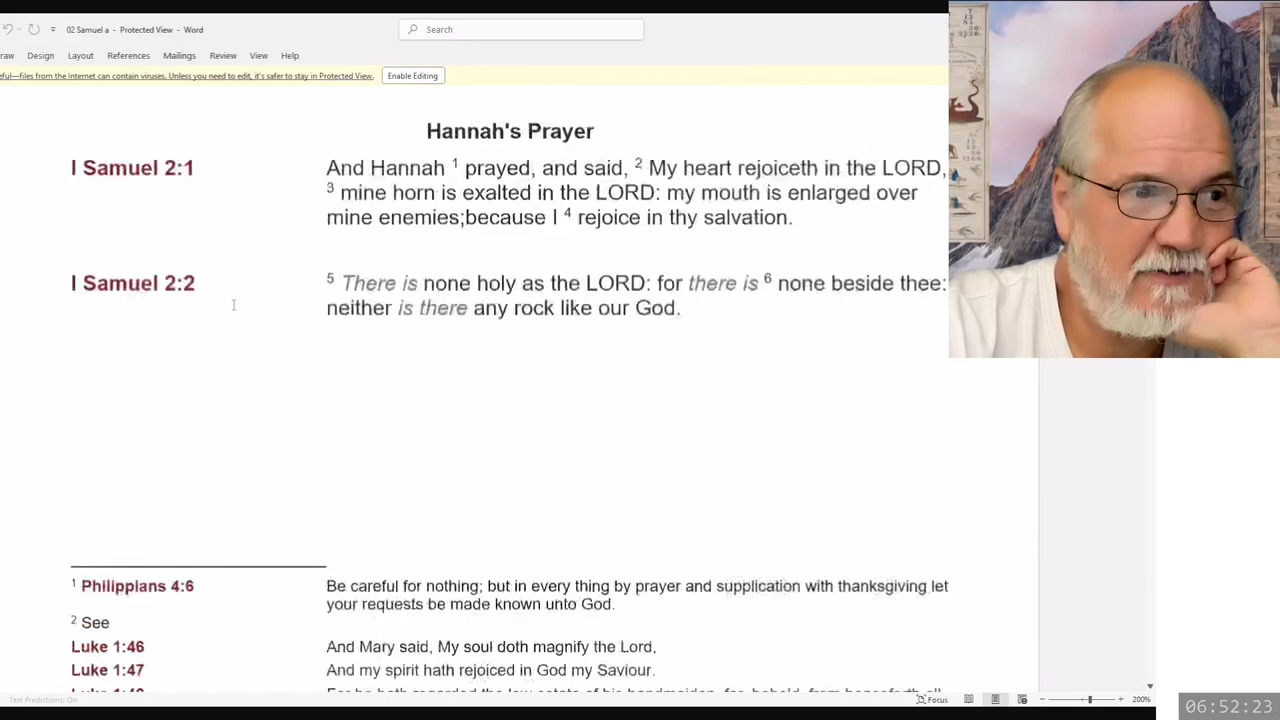 02 Samuel a - Protected View - Word
Search
raw Design Layout References Mailings Review View Help
eful—files from the Internet can contain viruses. Unless you need to edit, it's safer to stay in Protected View. Enable Editing
Hannah's Prayer
I Samuel 2:1 And Hannah 1 prayed, and said, 2 My heart rejoiceth in the LORD,
3 mine horn is exalted in the LORD: my mouth is enlarged over
mine enemies;because I 4 rejoice in thy salvation.
I Samuel 2:2 5 There is none holy as the LORD: for there is 6 none beside thee:
neither is there any rock like our God.
1 Philippians 4:6 Be careful for nothing; but in every thing by prayer and supplication with thanksgiving let
your requests be made known unto God.
2 See
Luke 1:46 And Mary said, My soul doth magnify the Lord,
Luke 1:47 And my spirit hath rejoiced in God my Saviour.
Text Predictions: On Focus 200%
06:52:23